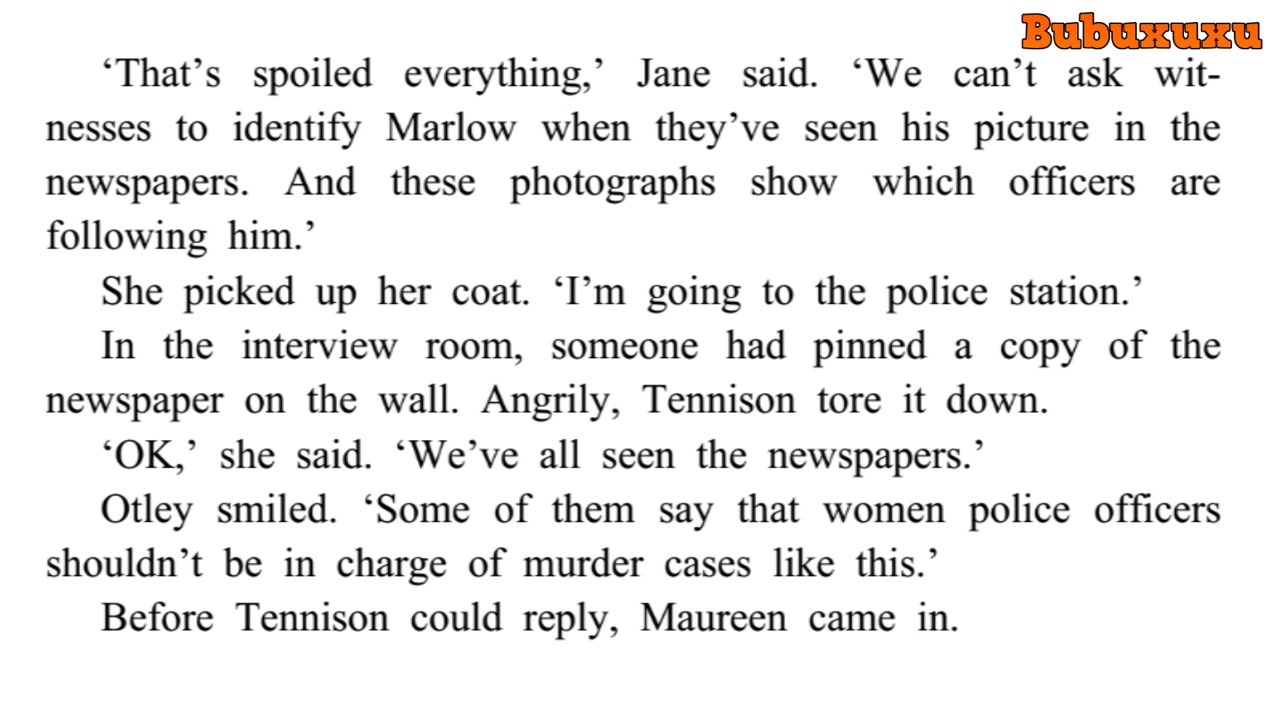 Bubuxuxu
‘That’s spoiled everything,’ Jane said. ‘We can’t ask wit-
nesses to identify Marlow when they’ve seen his picture in the
newspapers. And these photographs show which officers are
following him.’
She picked up her coat. ‘I’m going to the police station.’
In the interview room, someone had pinned a copy of the
newspaper on the wall. Angrily, Tennison tore it down.
‘OK,’ she said. ‘We’ve all seen the newspapers.’
Otley smiled. ‘Some of them say that women police officers
shouldn’t be in charge of murder cases like this.’
Before Tennison could reply, Maureen came in.